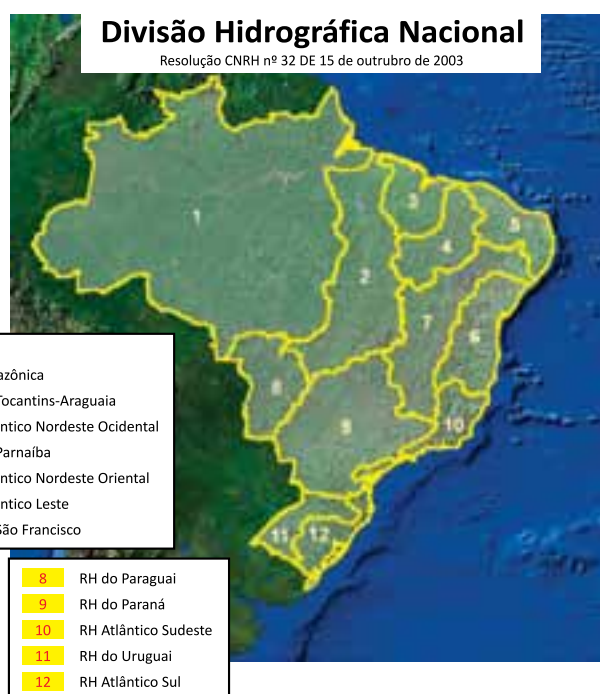 Divisão Hidrográfica Nacional
Resolução CNRH nº 32 DE 15 de outrubro de 2003
1
2
3
4
5
6
7
8
9
10
11
12
azônica
Tocantins-Araguaia
ntico Nordeste Ocidental
Parnaíba
ntico Nordeste Oriental
ntico Leste
São Francisco
8 RH do Paraguai
9 RH do Paraná
10 RH Atlântico Sudeste
11 RH do Uruguai
12 RH Atlântico Sul